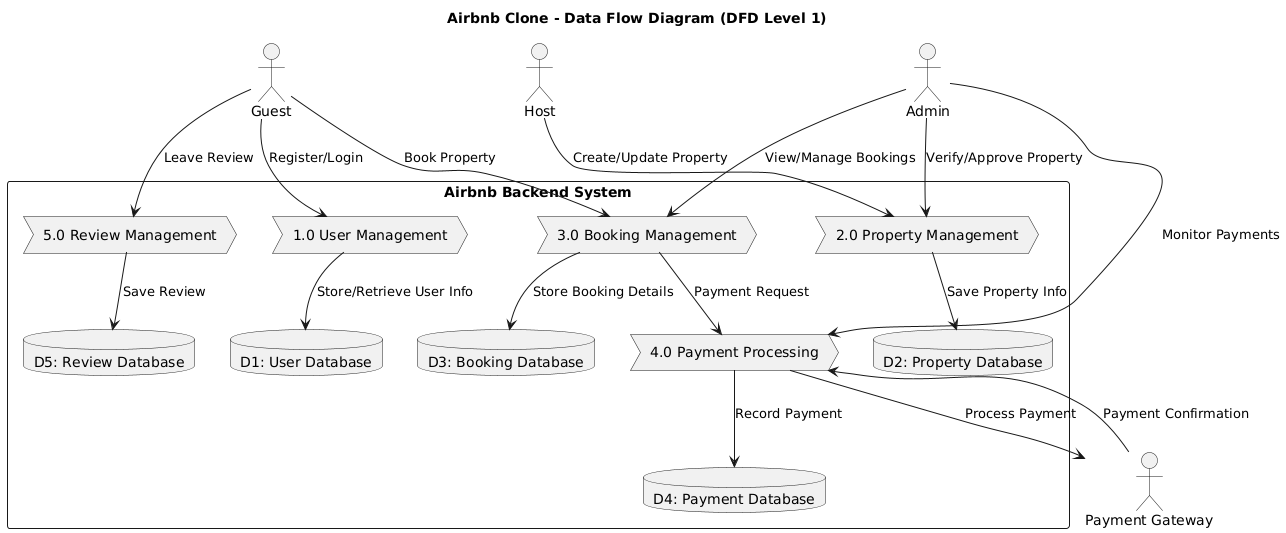 Airbnb Clone - Data Flow Diagram (DFD Level 1)
Guest
Host
Admin
Leave Review
Register/Login
Book Property
Create/Update Property
View/Manage Bookings
Verify/Approve Property
Airbnb Backend System
5.0 Review Management
1.0 User Management
3.0 Booking Management
2.0 Property Management
Monitor Payments
Save Review
Store/Retrieve User Info
Store Booking Details
Payment Request
Save Property Info
D5: Review Database
D1: User Database
D3: Booking Database
4.0 Payment Processing
D2: Property Database
Record Payment
Process Payment
Payment Confirmation
D4: Payment Database
Payment Gateway